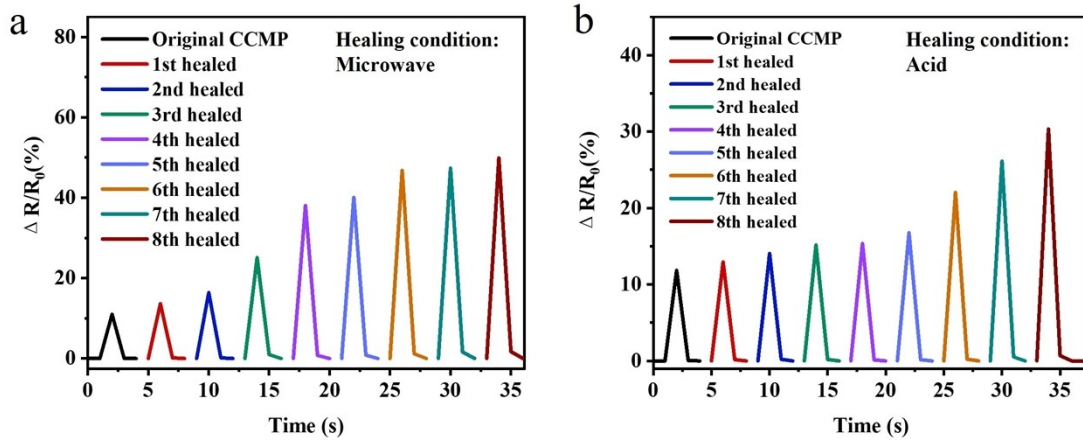 a
80
60
40
20
0
Δ R/R0(%)
Original CCMP
1st healed
2nd healed
3rd healed
4th healed
5th healed
6th healed
7th healed
8th healed
Healing condition:
Microwave
0 5 10 15 20 25 30 35
Time (s)
b
40
30
20
10
0
Δ R/R0(%)
Original CCMP
1st healed
2nd healed
3rd healed
4th healed
5th healed
6th healed
7th healed
8th healed
Healing condition:
Acid
0 5 10 15 20 25 30 35
Time (s)